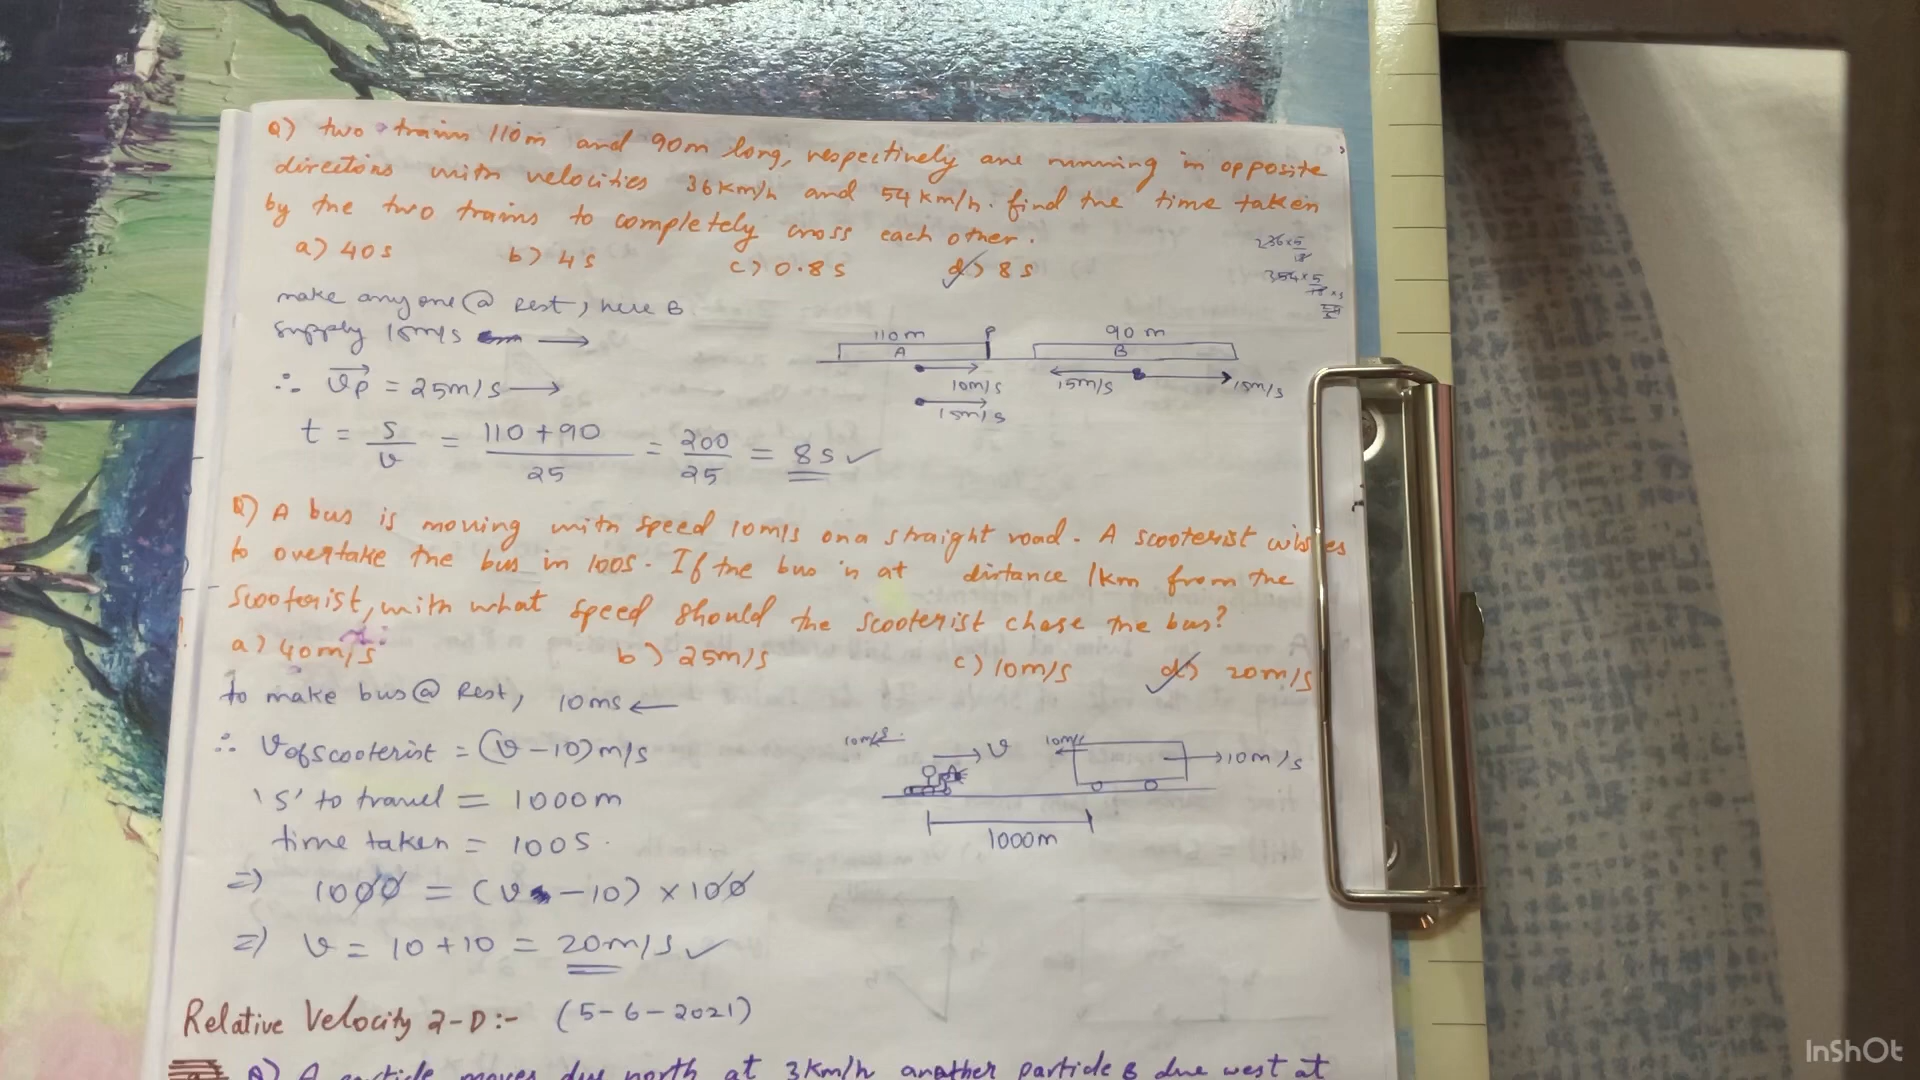 Q) two trains 110m and 90m long, respectively are running in opposite
directions with velocities 36km/h and 54km/h. find the time taken
by the two trains to completely cross each other.
a) 40s b) 4s c) 0.8s d) 8s
36×5/18
54×5/18
make any one @ Rest, here B
supply 15m/s →
110m P 90m
A B
10m/s 15m/s 15m/s
15m/s
∴ vP = 25m/s →
t = s/v = 110+90/25 = 200/25 = 8s ✓
Q) A bus is moving with speed 10m/s on a straight road. A scooterist wishes
to overtake the bus in 100s. If the bus is at distance 1km from the
scooterist, with what speed should the scooterist chase the bus?
a) 40m/s b) 25m/s c) 10m/s d) 20m/s
to make bus @ Rest, 10ms ←
∴ v of scooterist = (v-10)m/s
10m/s → v 10m/s → 10m/s
's' to travel = 1000m
time taken = 100s.
1000m
⇒ 1000 = (v-10) × 100
⇒ v = 10+10 = 20m/s ✓
Relative Velocity 2-D:- (5-6-2021)
Q) A particle moves due north at 3km/h another particle B due west at
InShOt